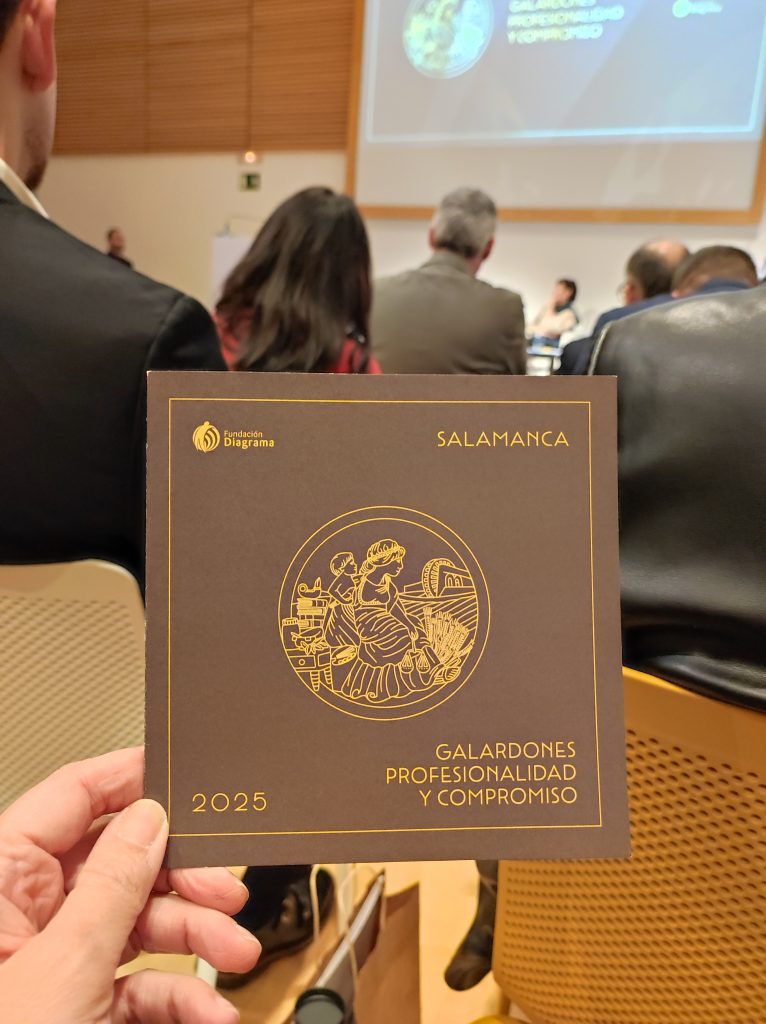 GALARDONES
PROFESIONALIDAD
Y COMPROMISO
Fundación
Diagrama
SALAMANCA
GALARDONES
PROFESIONALIDAD
Y COMPROMISO
2025